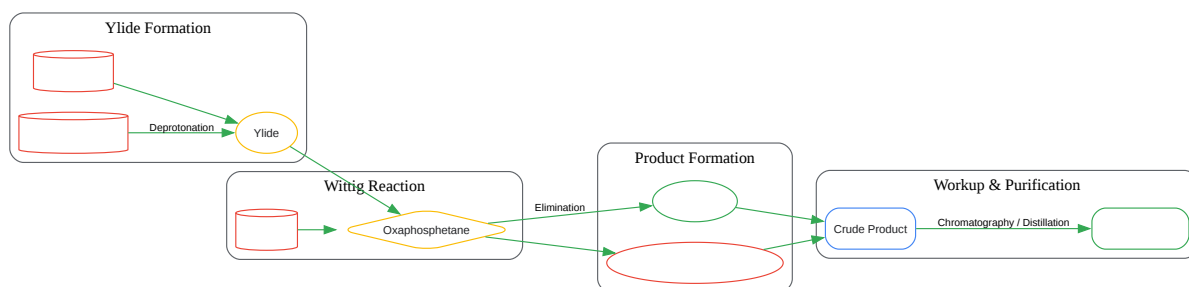 Ylide Formation
Deprotonation
Ylide
Wittig Reaction
Oxaphosphetane
Elimination
Product Formation
Workup & Purification
Crude Product
Chromatography / Distillation